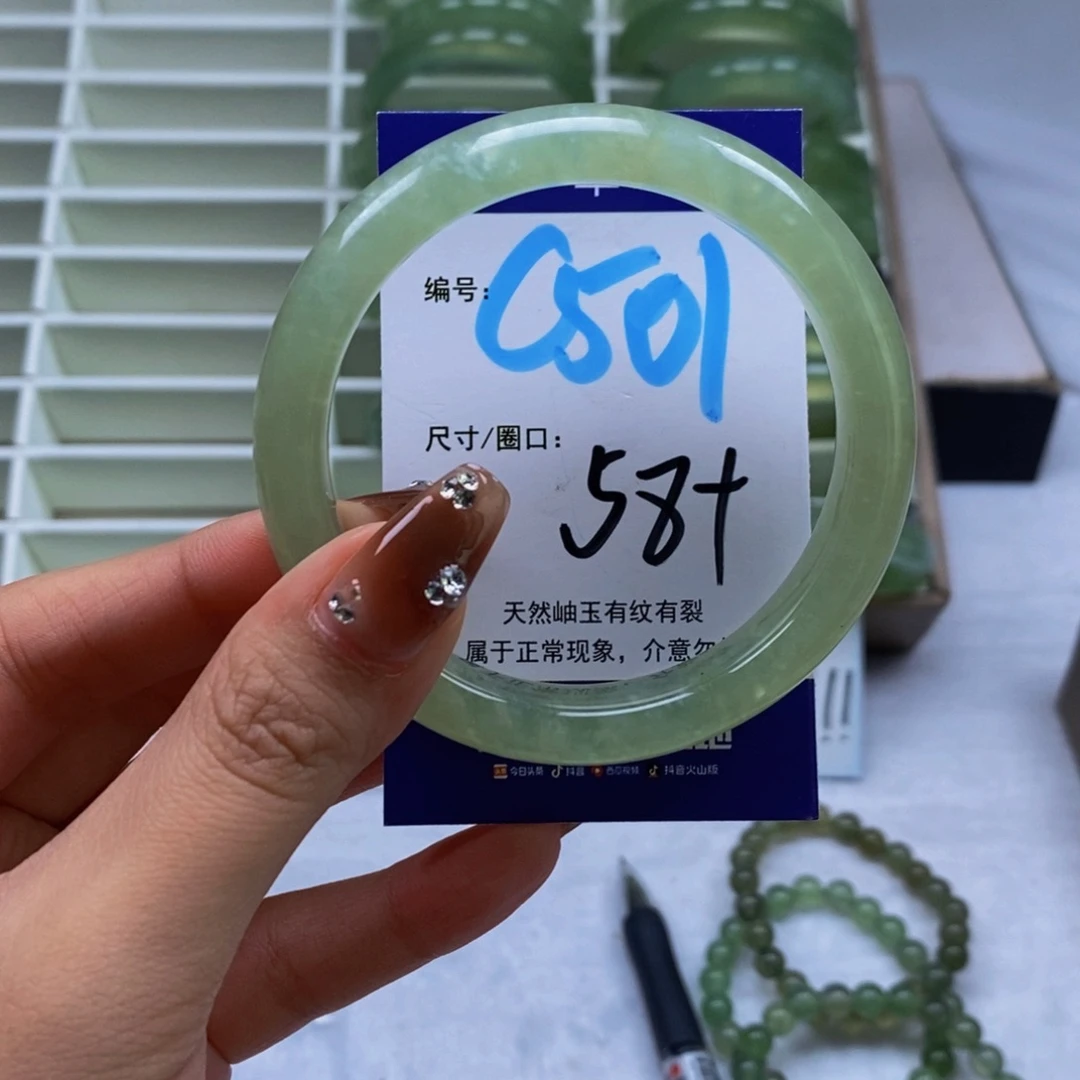 编号：C501
尺寸/圈口：58+
天然岫玉有纹有裂
属于正常现象，介意勿
今日头条 抖音 西瓜视频 抖音火山版